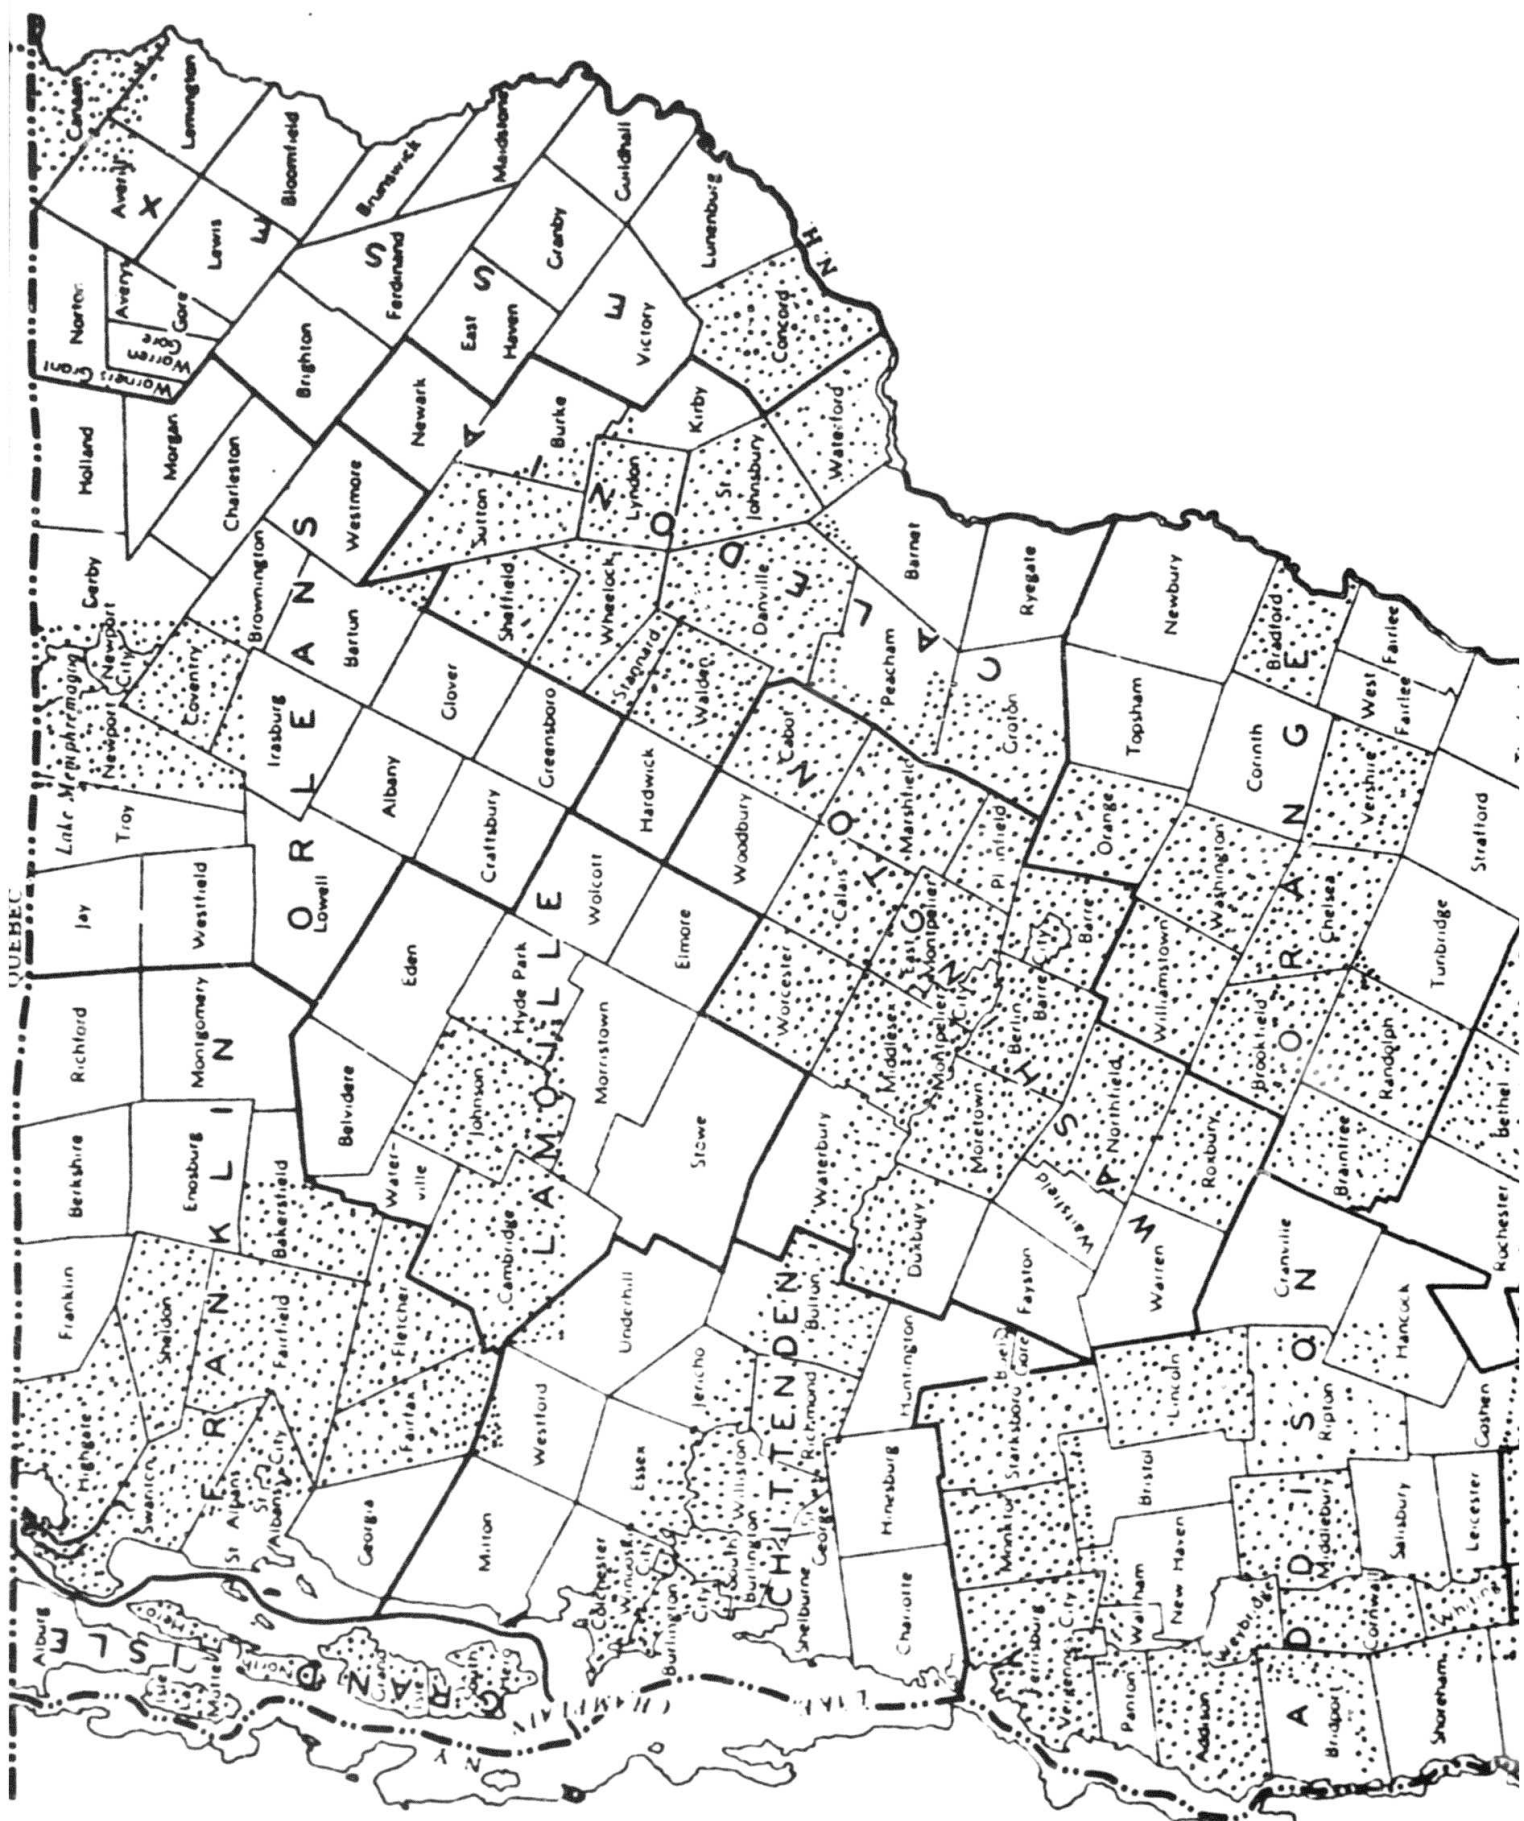 QUEBEC
N.H.
N Y
LAKE
CHAMPLAIN
Lake Memphremagog
GRAND ISLE
Alburg
Isle La Motte
North Hero
Grand Isle
South Hero
FRANKLIN
Highgate
Franklin
Berkshire
Richford
Swanton
Sheldon
Enosburg
Montgomery
St Albans
St Albans City
Fairfield
Bakersfield
Georgia
Fairfax
Fletcher
ORLEANS
Jay
Troy
Newport
Newport City
Derby
Holland
Morgan
Westfield
Coventry
Brownington
Charleston
Lowell
Irasburg
Barton
Westmore
Albany
Glover
Craftsbury
Greensboro
ESSEX
Norton
Canaan
Averill
Averys Gore
Warren Gore
Warners Grant
Lemington
Lewis
Bloomfield
Brighton
Brunswick
Ferdinand
Maidstone
East Haven
Granby
Guildhall
Victory
Lunenburg
Concord
LAMOILLE
Belvidere
Eden
Waterville
Johnson
Hyde Park
Wolcott
Cambridge
Morristown
Elmore
Stowe
CALEDONIA
Newark
Sutton
Burke
Sheffield
Wheelock
Lyndon
Kirby
Stannard
Walden
Hardwick
Danville
St Johnsbury
Waterford
Peacham
Barnet
Groton
Ryegate
CHITTENDEN
Milton
Westford
Underhill
Colchester
Essex
Jericho
Winooski City
Burlington City
South Burlington
Williston
Richmond
Bolton
Shelburne
St George
Charlotte
Hinesburg
Huntington
Buels Gore
WASHINGTON
Woodbury
Cabot
Worcester
Calais
Marshfield
Waterbury
Middlesex
East Montpelier
Plainfield
Montpelier City
Duxbury
Moretown
Berlin
Barre City
Barre
Fayston
Waitsfield
Northfield
Warren
Roxbury
ORANGE
Orange
Topsham
Newbury
Washington
Corinth
Bradford
Williamstown
Chelsea
Vershire
West Fairlee
Fairlee
Brookfield
Braintree
Randolph
Tunbridge
Strafford
ADDISON
Ferrisburg
Vergennes City
Monkton
Starksboro
Panton
Waltham
New Haven
Bristol
Lincoln
Addison
Weybridge
Middlebury
Ripton
Granville
Bridport
Cornwall
Salisbury
Hancock
Shoreham
Whiting
Leicester
Goshen
Rochester
Bethel